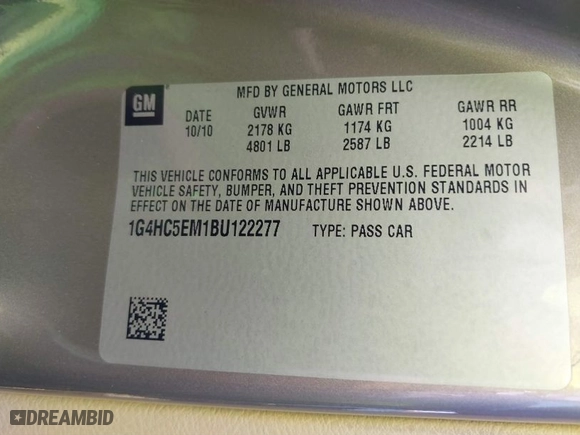 GM
MFD BY GENERAL MOTORS LLC
DATE GVWR GAWR FRT GAWR RR
10/10 2178 KG 1174 KG 1004 KG
4801 LB 2587 LB 2214 LB
THIS VEHICLE CONFORMS TO ALL APPLICABLE U.S. FEDERAL MOTOR
VEHICLE SAFETY, BUMPER, AND THEFT PREVENTION STANDARDS IN
EFFECT ON THE DATE OF MANUFACTURE SHOWN ABOVE.
1G4HC5EM1BU122277 TYPE: PASS CAR
DREAMBID